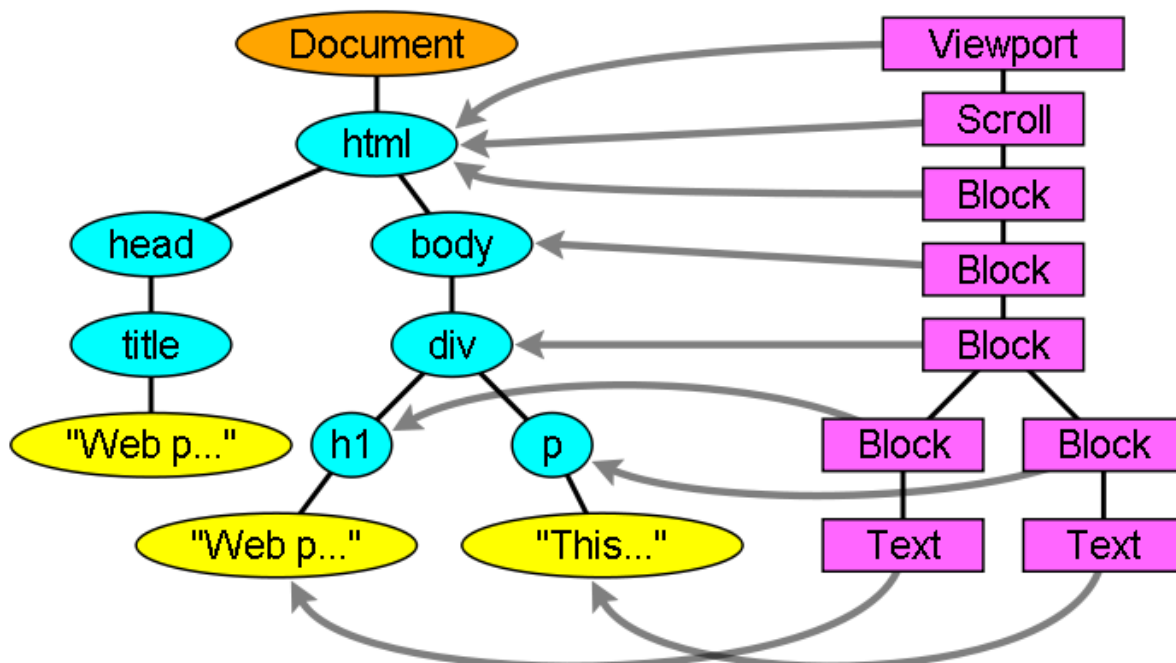 Document
Viewport
html
Scroll
Block
head
body
Block
title
div
Block
"Web p..."
h1
p
Block
Block
"Web p..."
"This..."
Text
Text